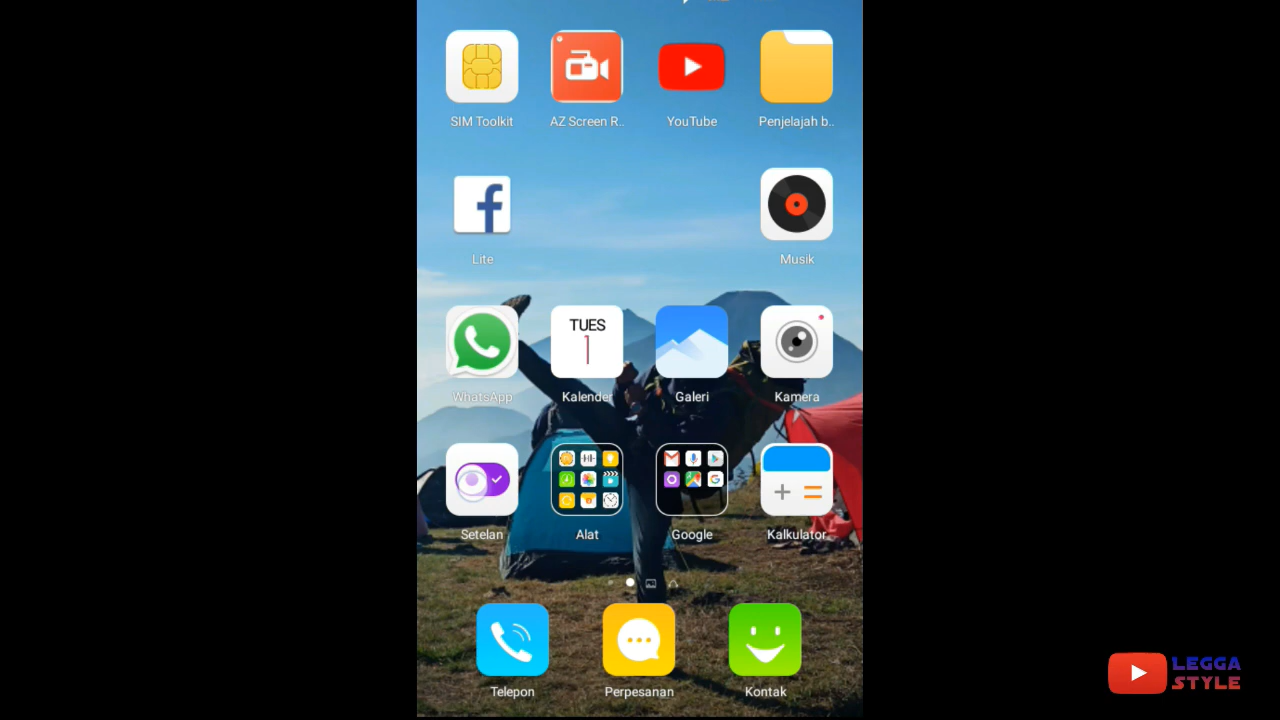 SIM Toolkit
AZ Screen R..
YouTube
Penjelajah b..
Lite
Musik
TUES
1
WhatsApp
Kalender
Galeri
Kamera
Setelan
Alat
Google
Kalkulator
Telepon
Perpesanan
Kontak
LEGGA
STYLE